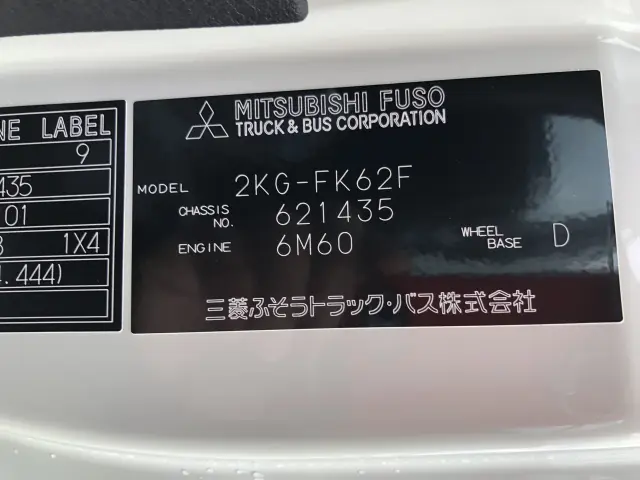 MITSUBISHI FUSO
TRUCK & BUS CORPORATION
MODEL 2KG-FK62F
CHASSIS NO. 621435
ENGINE 6M60 WHEEL BASE D
三菱ふそうトラック・バス株式会社
NE LABEL
9
435
01
1X4
.444)